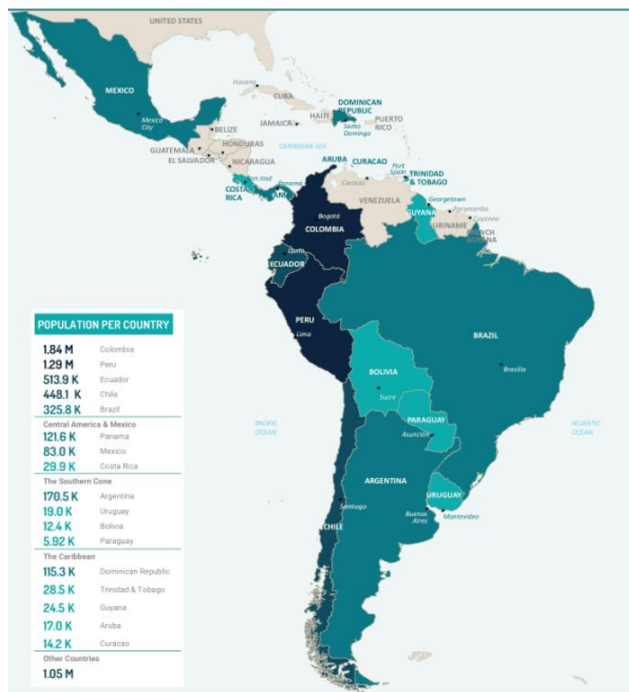 UNITED STATES
MEXICO
Mexico City
Havana
CUBA
JAMAICA
HAITI
DOMINICAN REPUBLIC
Santo Domingo
PUERTO RICO
BELIZE
GUATEMALA
HONDURAS
EL SALVADOR
NICARAGUA
CARIBBEAN SEA
ARUBA
CURACAO
Port Spain
TRINIDAD & TOBAGO
COSTA RICA
San José
Panamá
Caracas
VENEZUELA
Georgetown
GUYANA
Paramaribo
URINAME
Cayenne
GUYANA
Bogotá
COLOMBIA
Quito
ECUADOR
PERU
Lima
BRAZIL
Brasilia
BOLIVIA
Sucre
PARAGUAY
Asunción
PACIFIC OCEAN
ATLANTIC OCEAN
ARGENTINA
URUGUAY
Santiago
Buenos Aires
Montevideo
CHILE
POPULATION PER COUNTRY
1.84 M Colombia
1.29 M Peru
513.9 K Ecuador
448.1 K Chile
325.8 K Brazil
Central America & Mexico
121.6 K Panama
83.0 K Mexico
29.9 K Costa Rica
The Southern Cone
170.5 K Argentina
19.0 K Uruguay
12.4 K Bolivia
5.92 K Paraguay
The Caribbean
115.3 K Dominican Republic
28.5 K Trinidad & Tobago
24.5 K Guyana
17.0 K Aruba
14.2 K Curacao
Other Countries
1.05 M